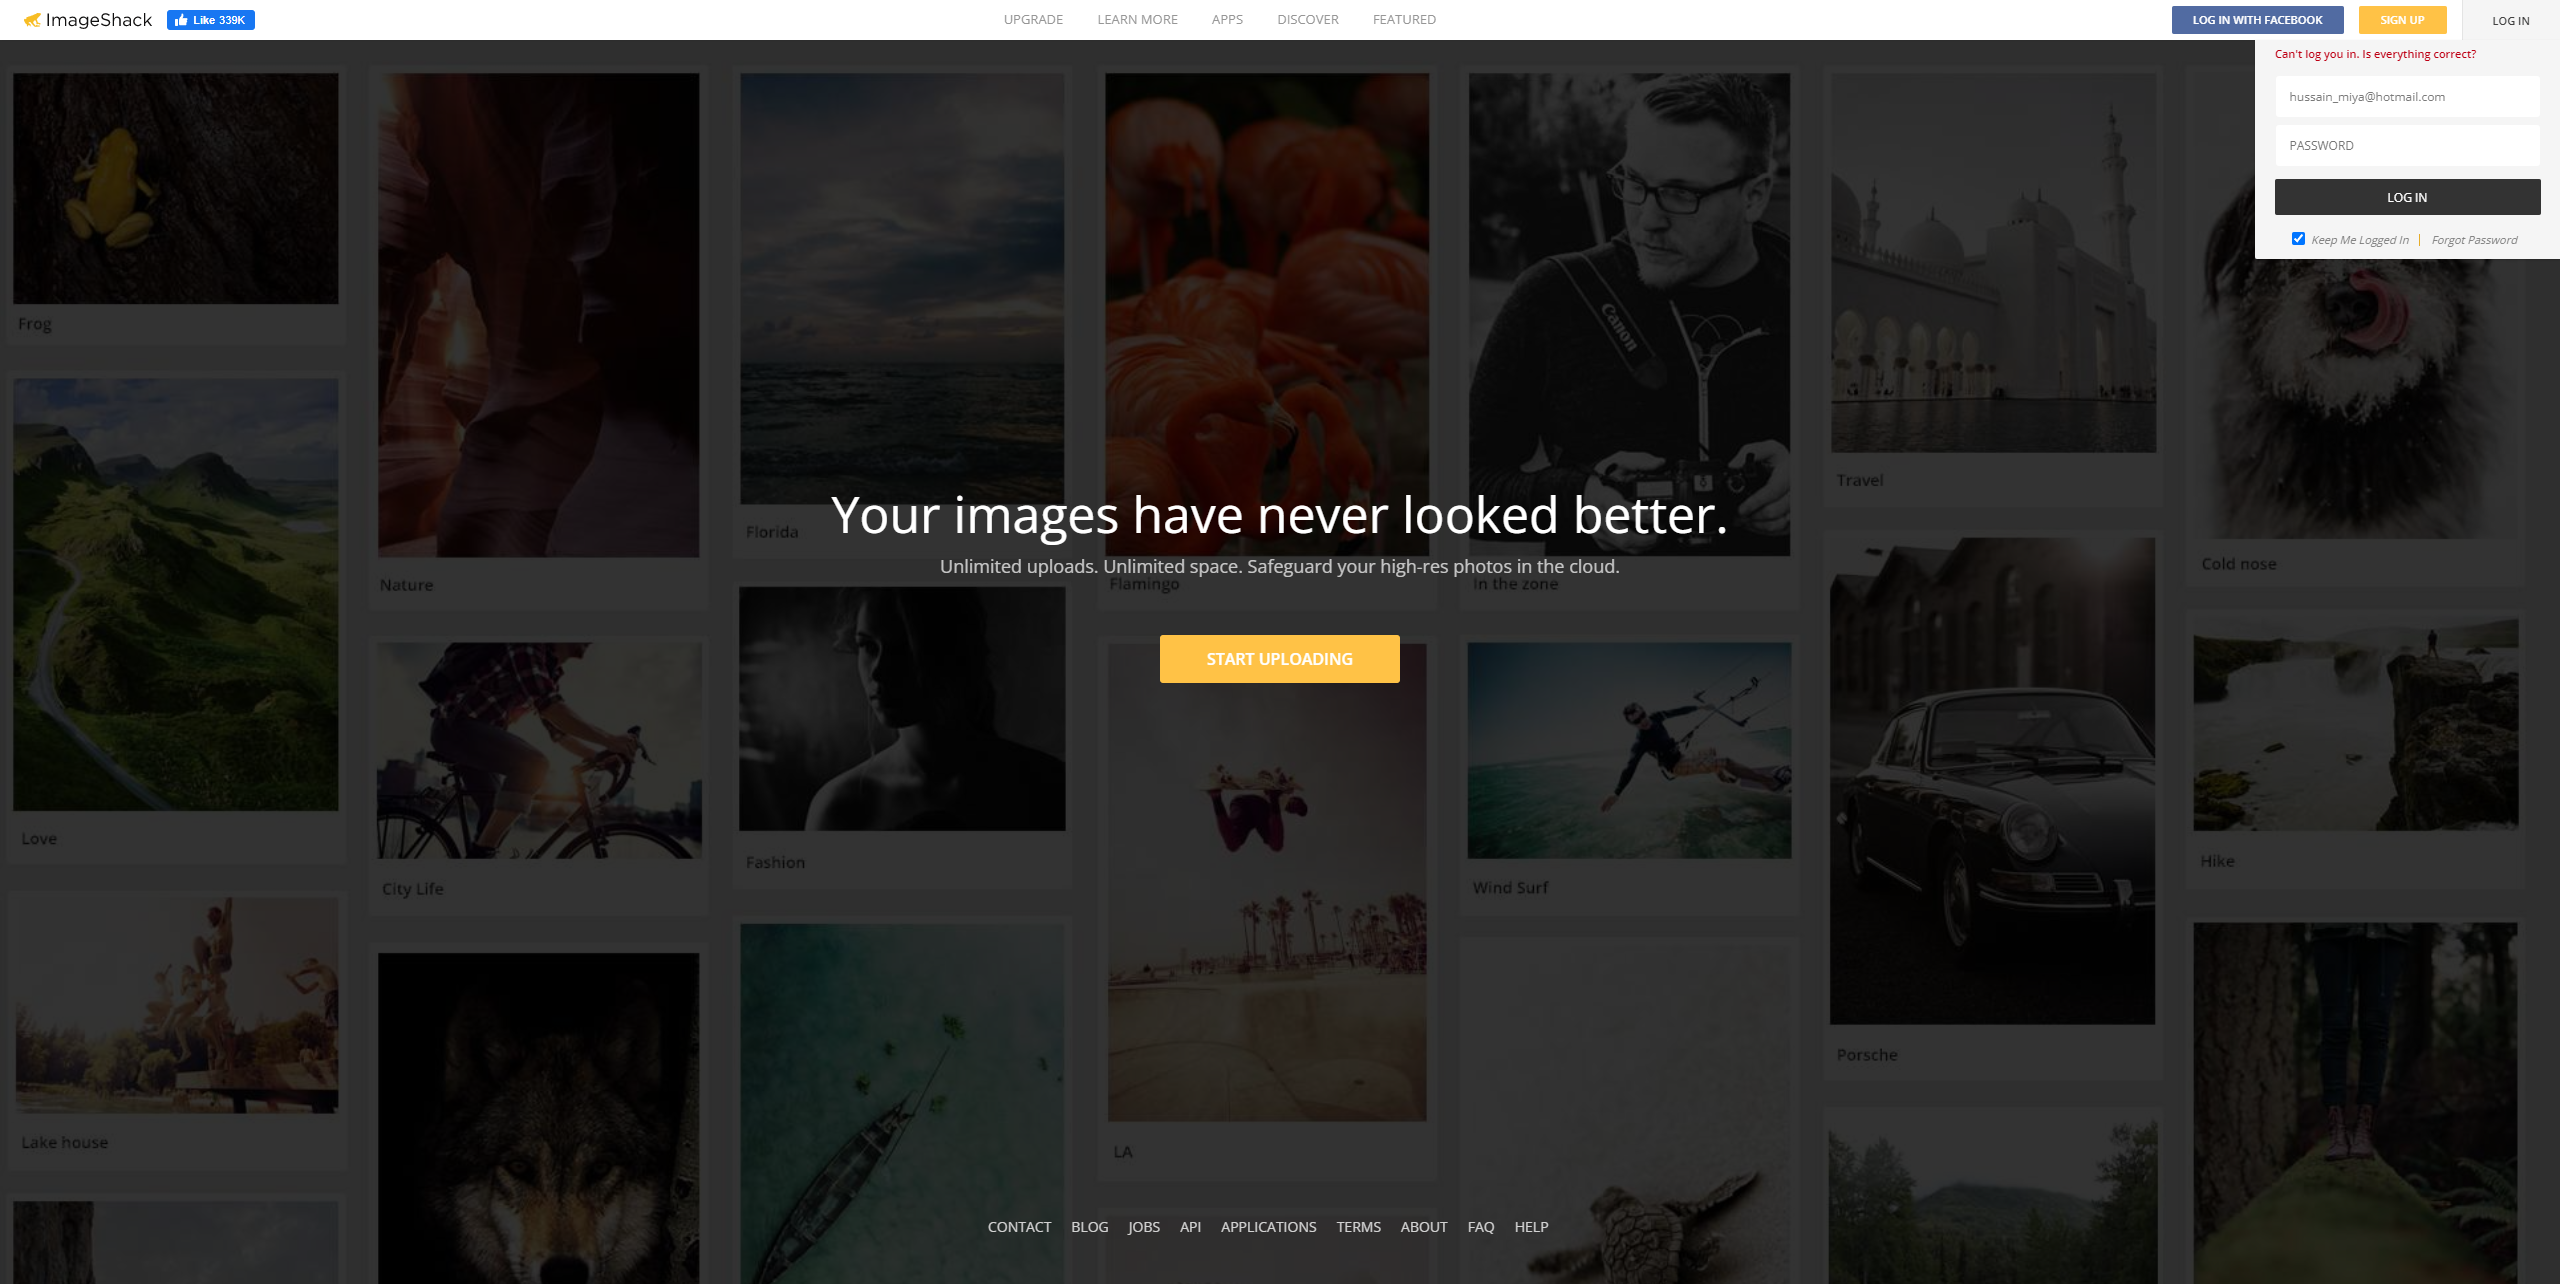 ImageShack
Like 339K
UPGRADE LEARN MORE APPS DISCOVER FEATURED
LOG IN WITH FACEBOOK
SIGN UP
LOG IN
Can't log you in. Is everything correct?
hussain_miya@hotmail.com
PASSWORD
LOG IN
Keep Me Logged In | Forgot Password
Frog
Nature
Florida
Flamingo
Canon
In the zone
Travel
Cold nose
Your images have never looked better.
Unlimited uploads. Unlimited space. Safeguard your high-res photos in the cloud.
START UPLOADING
Love
City Life
Fashion
Wind Surf
Hike
Lake house
LA
Porsche
CONTACT BLOG JOBS API APPLICATIONS TERMS ABOUT FAQ HELP